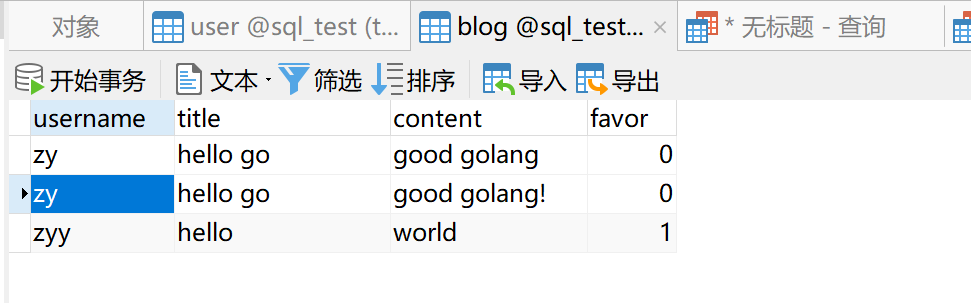 对象 user @sql_test (t... blog @sql_test... × * 无标题 - 查询
开始事务 文本 筛选 排序 导入 导出
username title content favor
zy hello go good golang 0
zy hello go good golang! 0
zyy hello world 1